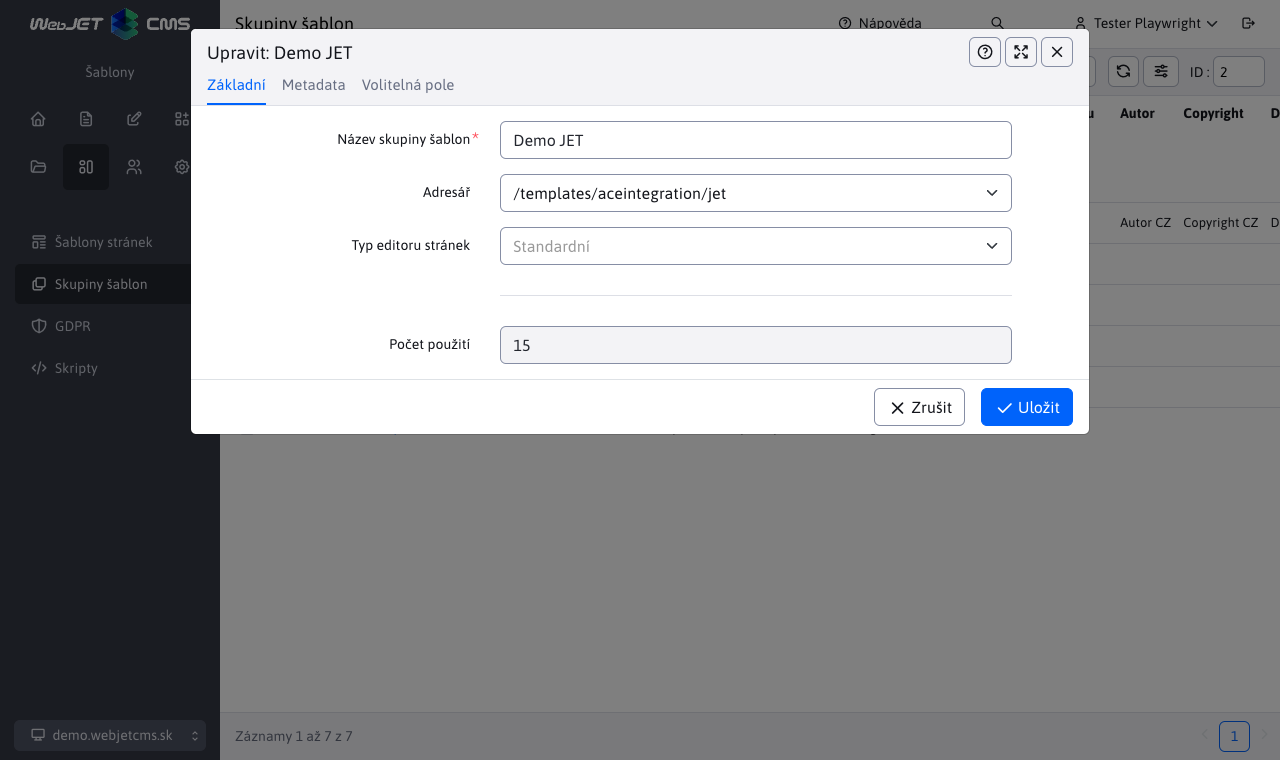 WebJET CMS
Skupiny šablon
Nápověda
Tester Playwright
Šablony
Upravit: Demo JET
Základní Metadata Volitelná pole
ID : 2
Autor Copyright
Název skupiny šablon* Demo JET
Adresář /templates/aceintegration/jet
Typ editoru stránek Standardní
Autor CZ Copyright CZ
Počet použití 15
Zrušit Uložit
Šablony stránek
Skupiny šablon
GDPR
Skripty
demo.webjetcms.sk
Záznamy 1 až 7 z 7
1